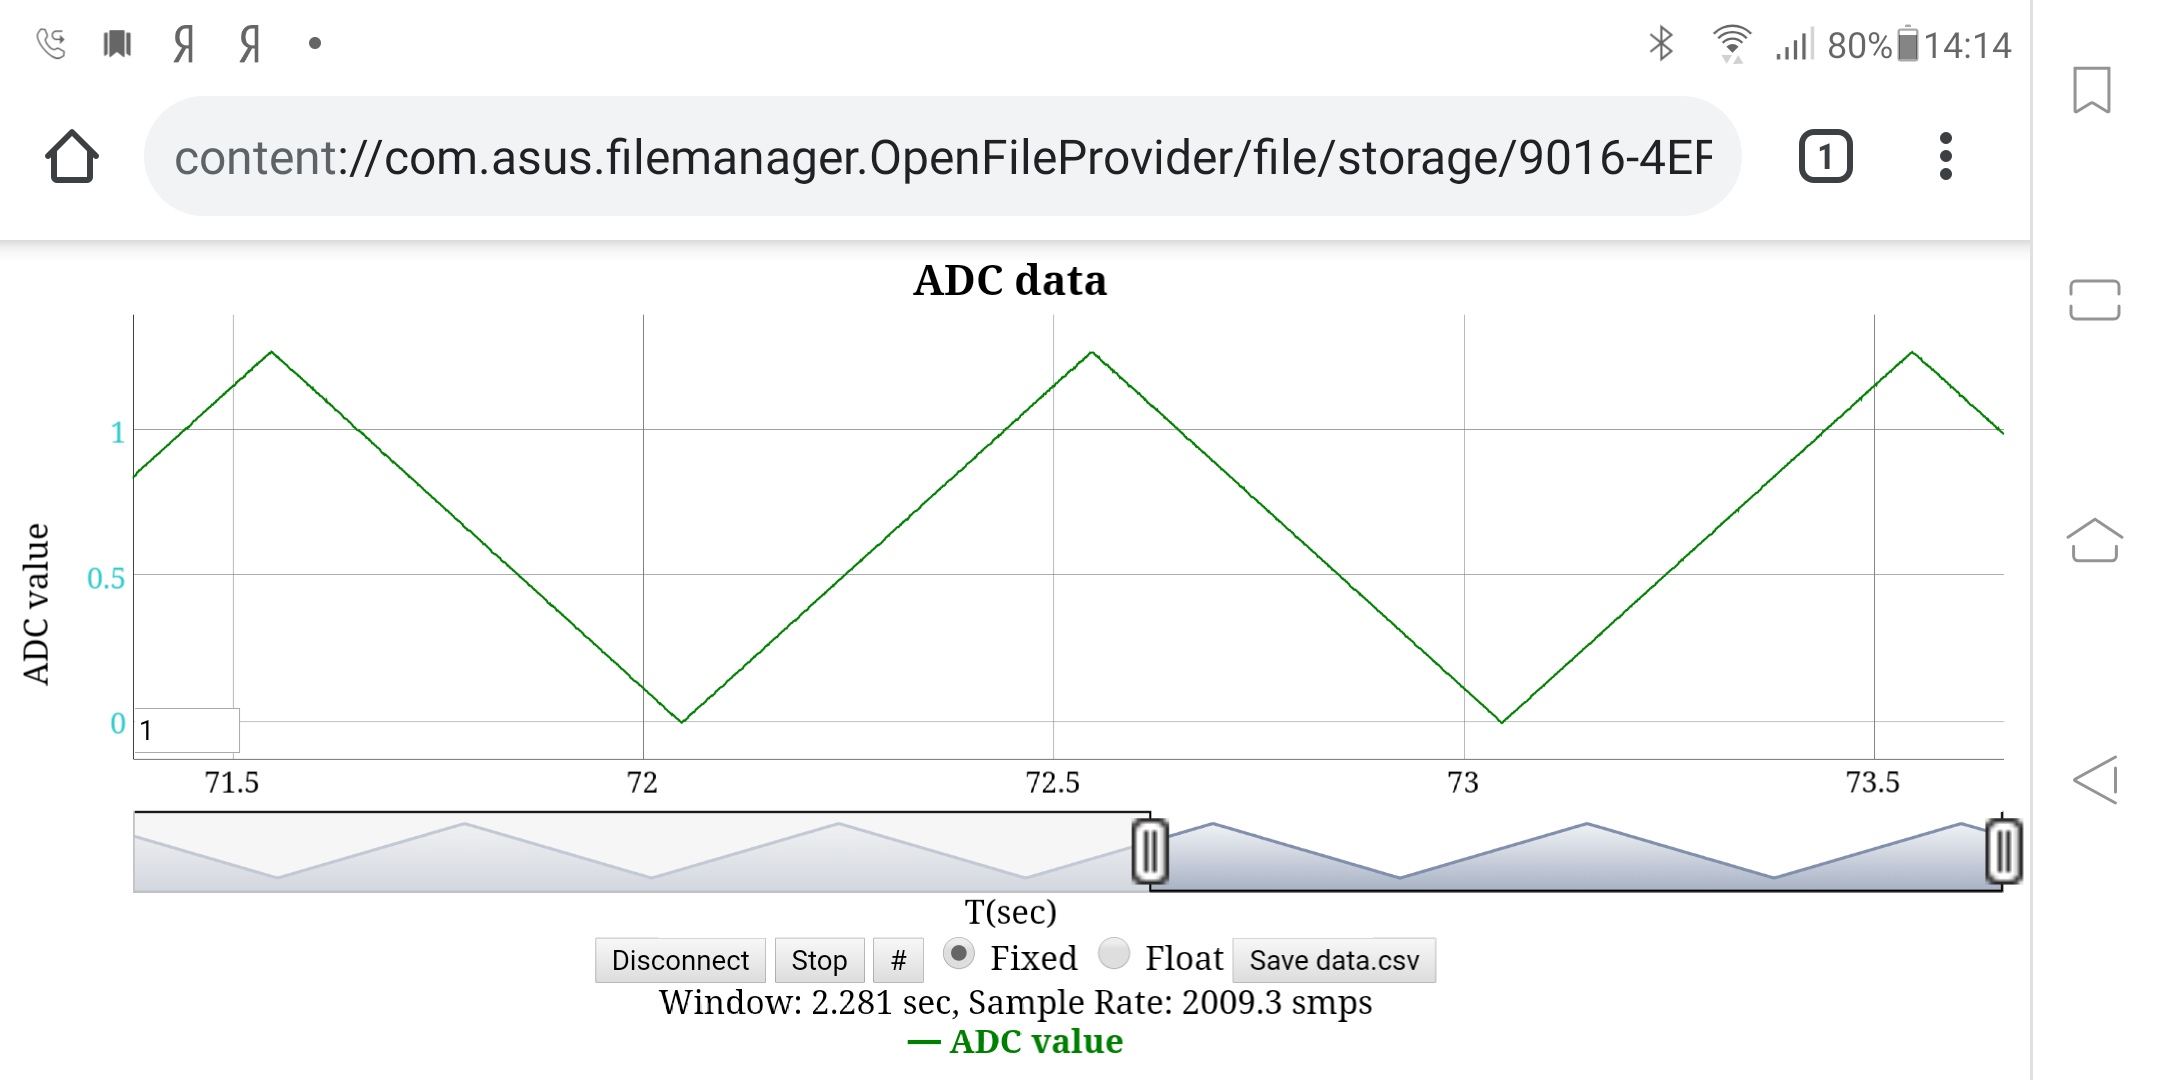 Я Я 80% 14:14
content://com.asus.filemanager.OpenFileProvider/file/storage/9016-4EF 1
ADC data
ADC value
1
0.5
0
1
71.5 72 72.5 73 73.5
T(sec)
Disconnect Stop # Fixed Float Save data.csv
Window: 2.281 sec, Sample Rate: 2009.3 smps
— ADC value